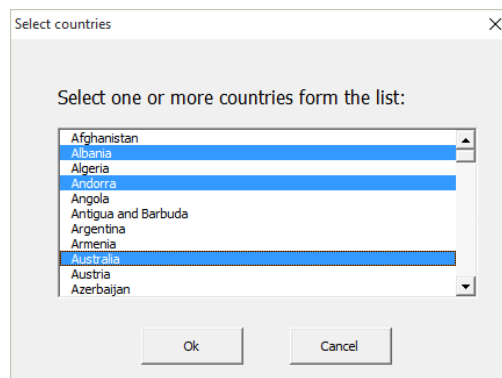 Select countries
Select one or more countries form the list:
Afghanistan
Albania
Algeria
Andorra
Angola
Antigua and Barbuda
Argentina
Armenia
Australia
Austria
Azerbaijan
Ok Cancel